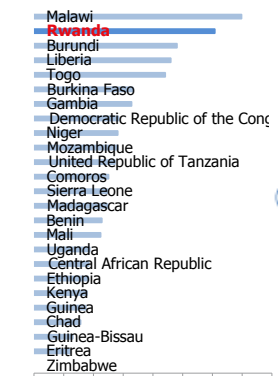 Malawi
Rwanda
Burundi
Liberia
Togo
Burkina Faso
Gambia
Democratic Republic of the Cong
Niger
Mozambique
United Republic of Tanzania
Comoros
Sierra Leone
Madagascar
Benin
Mali
Uganda
Central African Republic
Ethiopia
Kenya
Guinea
Chad
Guinea-Bissau
Eritrea
Zimbabwe